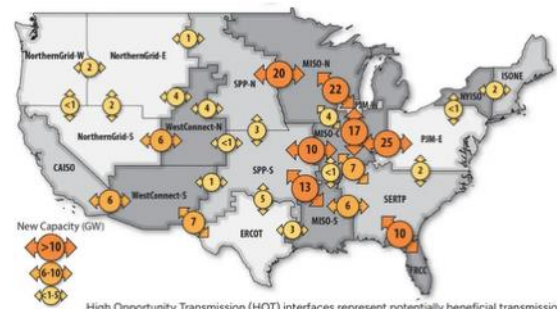 1
NorthernGrid-W
NorthernGrid-E
2
20
MISO-N
ISONE
SPP-N
22
2
NYISO
<1
2
4
4
4
<1
WestConnect-N
3
MISO-C
17
PJM-E
NorthernGrid-S
6
<1
10
25
CAISO
SPP-S
<1
7
2
1
13
WestConnect-S
5
6
SERTP
6
7
MISO-S
New Capacity (GW)
ERCOT
3
10
>10
FRCC
6-10
<1-5
High Opportunity Transmission (HOT) interfaces represent potentially beneficial transmiss